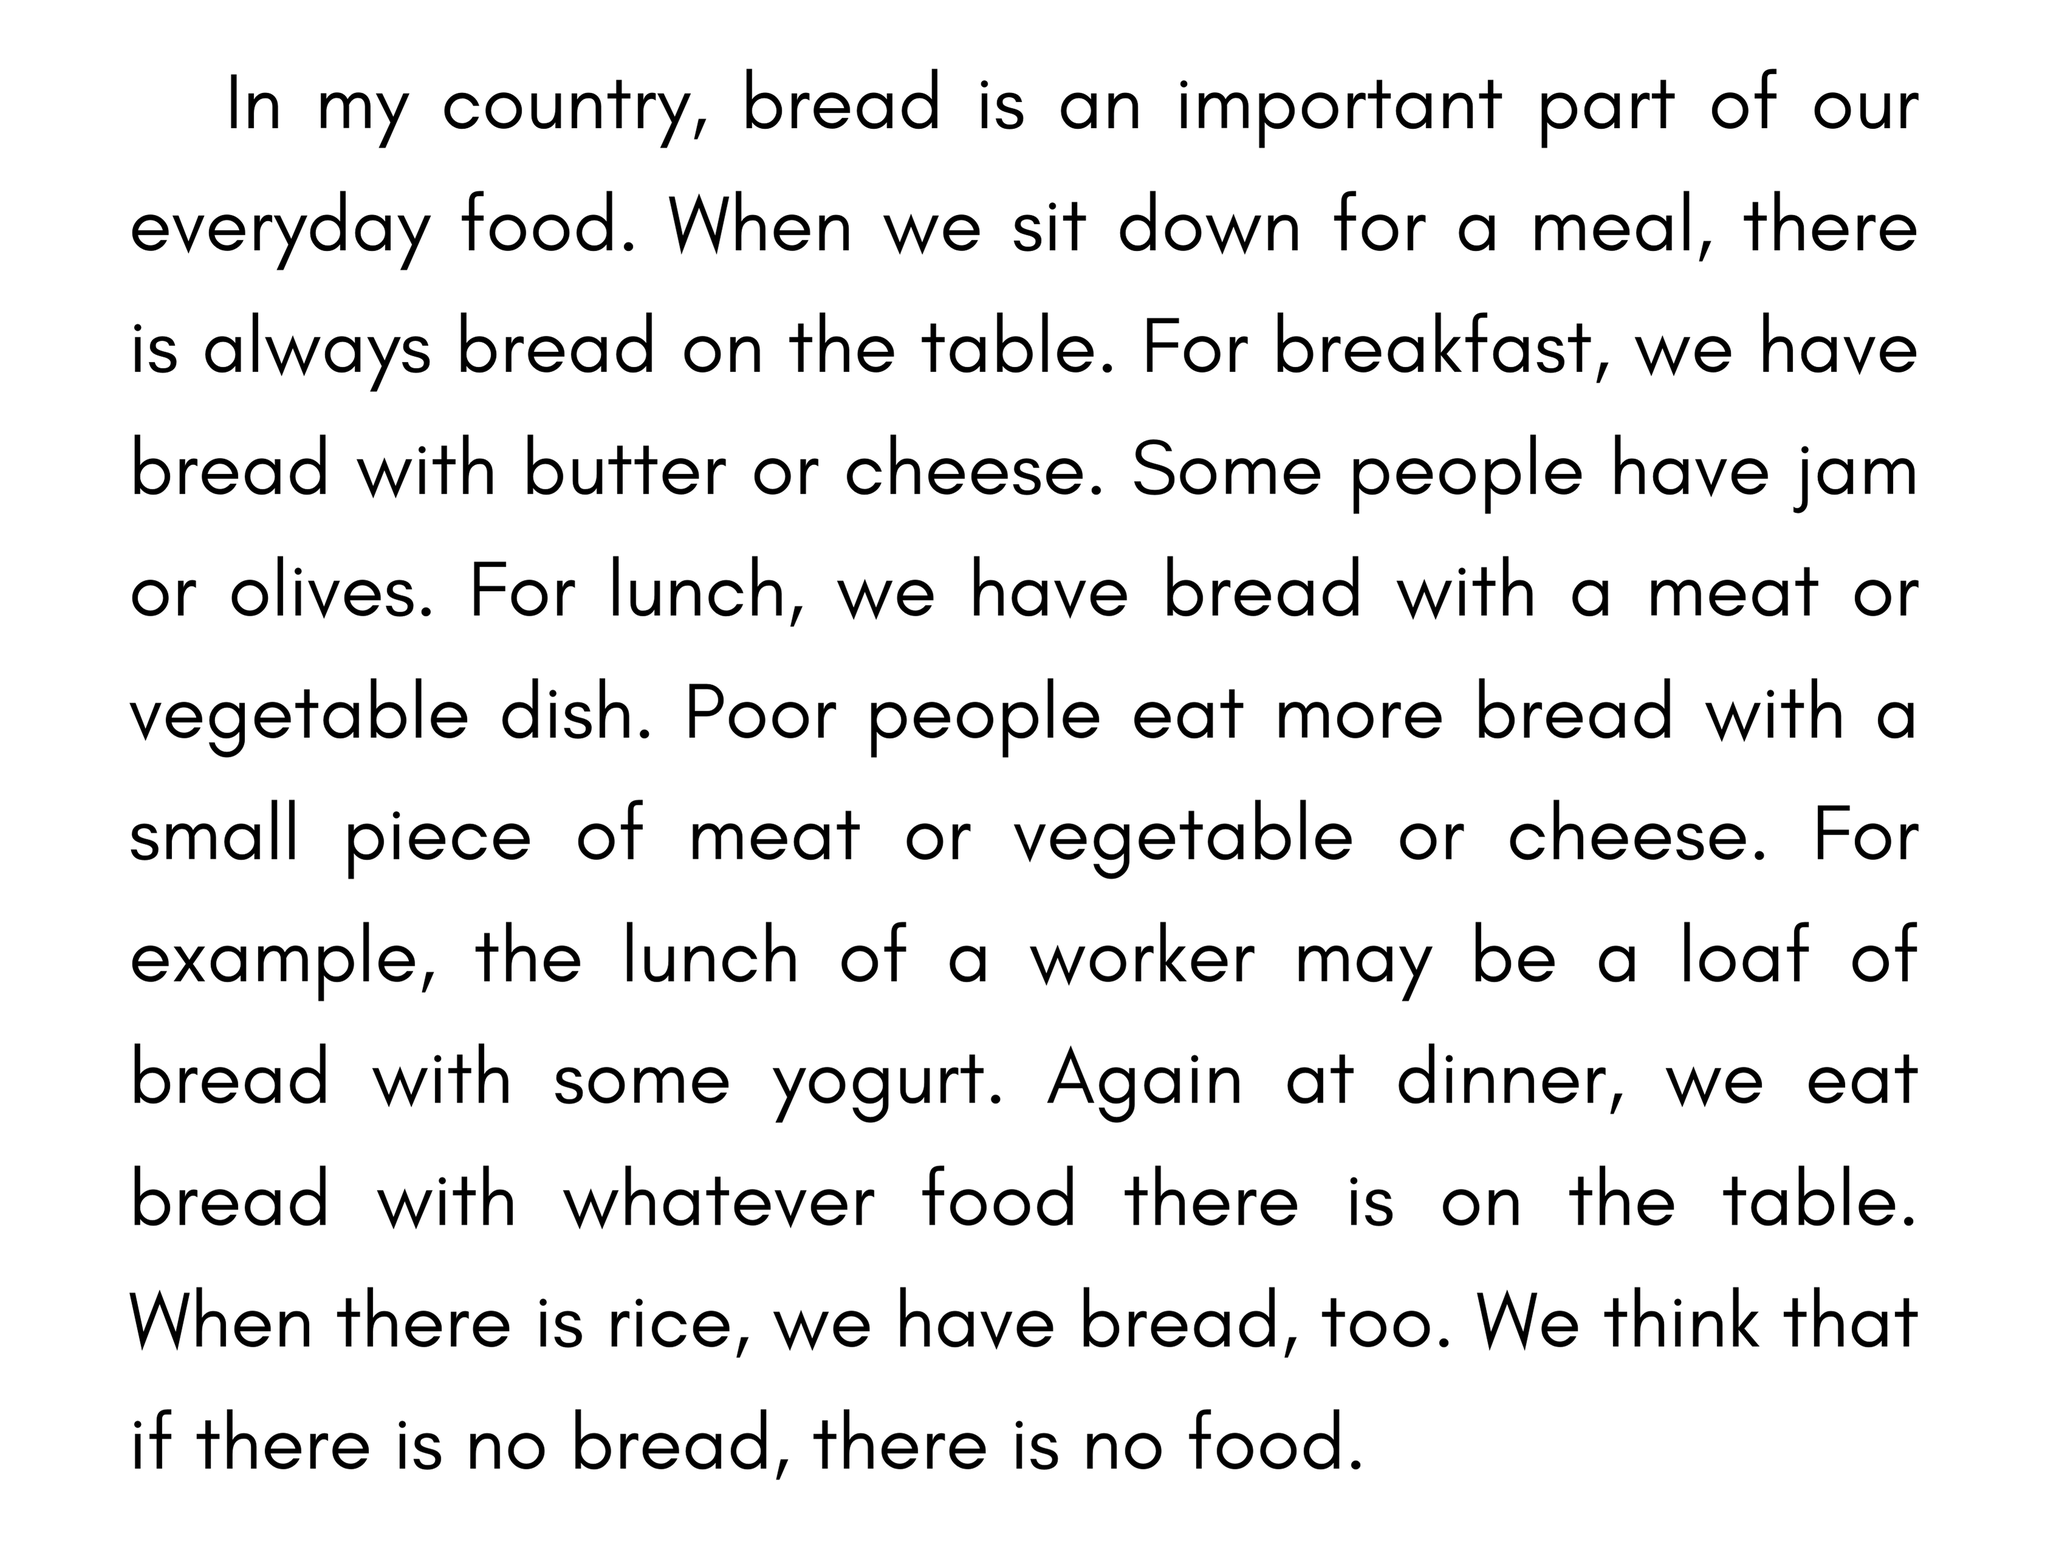 In my country, bread is an important part of our
everyday food. When we sit down for a meal, there
is always bread on the table. For breakfast, we have
bread with butter or cheese. Some people have jam
or olives. For lunch, we have bread with a meat or
vegetable dish. Poor people eat more bread with a
small piece of meat or vegetable or cheese. For
example, the lunch of a worker may be a loaf of
bread with some yogurt. Again at dinner, we eat
bread with whatever food there is on the table.
When there is rice, we have bread, too. We think that
if there is no bread, there is no food.